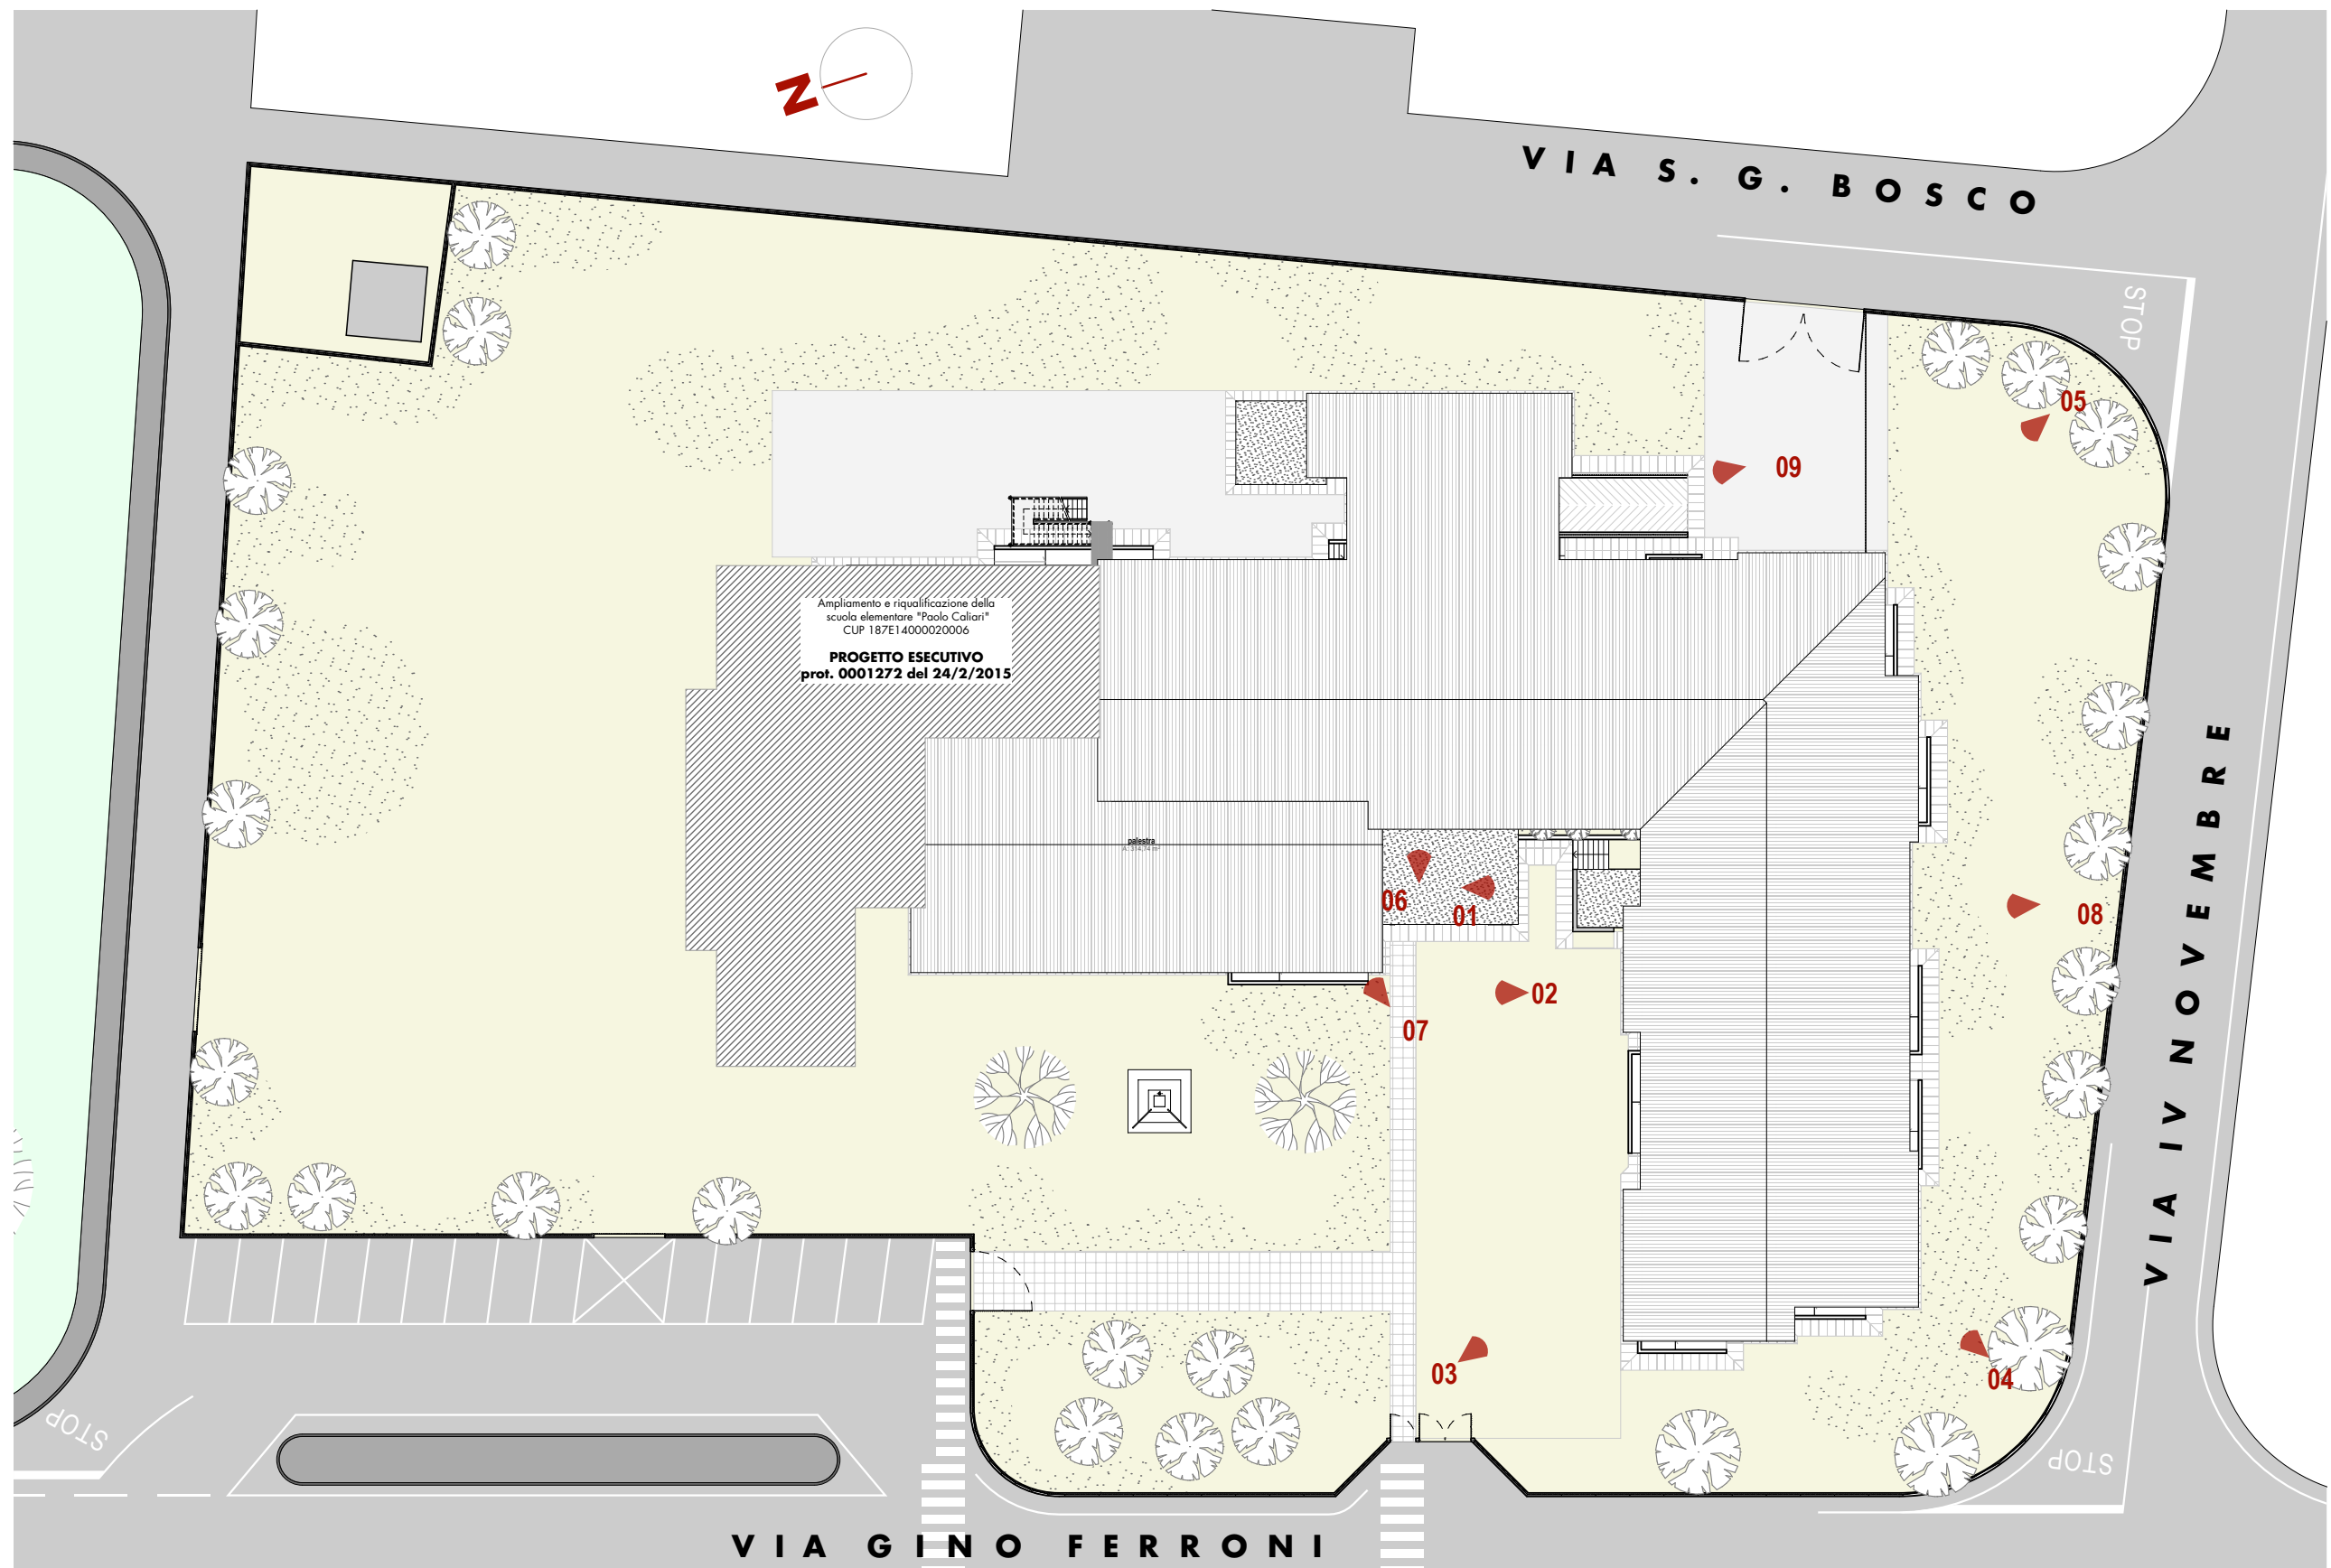 N
VIA S. G. BOSCO
STOP
05
09
Ampliamento e riqualificazione della
scuola elementare "Paolo Caliari"
CUP 187E14000020006
PROGETTO ESECUTIVO
prot. 0001272 del 24/2/2015
VIA IV NOVEMBRE
palestra
06
01
08
02
07
03
04
STOP
STOP
VIA GINO FERRONI